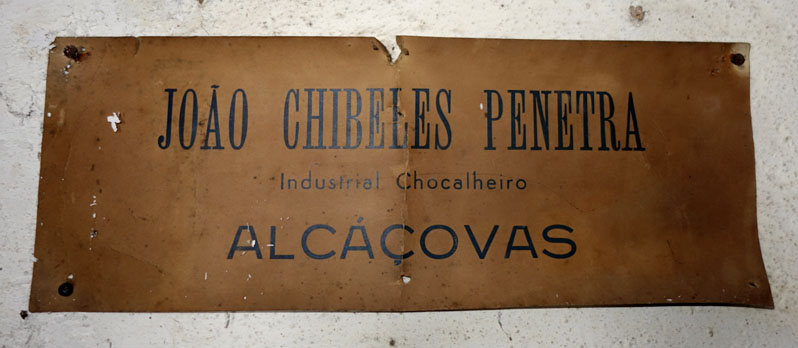 JOÃO CHIBELES PENETRA
Industrial Chocalheiro
ALCÁÇOVAS